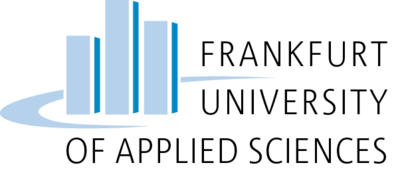 FRANKFURT
UNIVERSITY
OF APPLIED SCIENCES